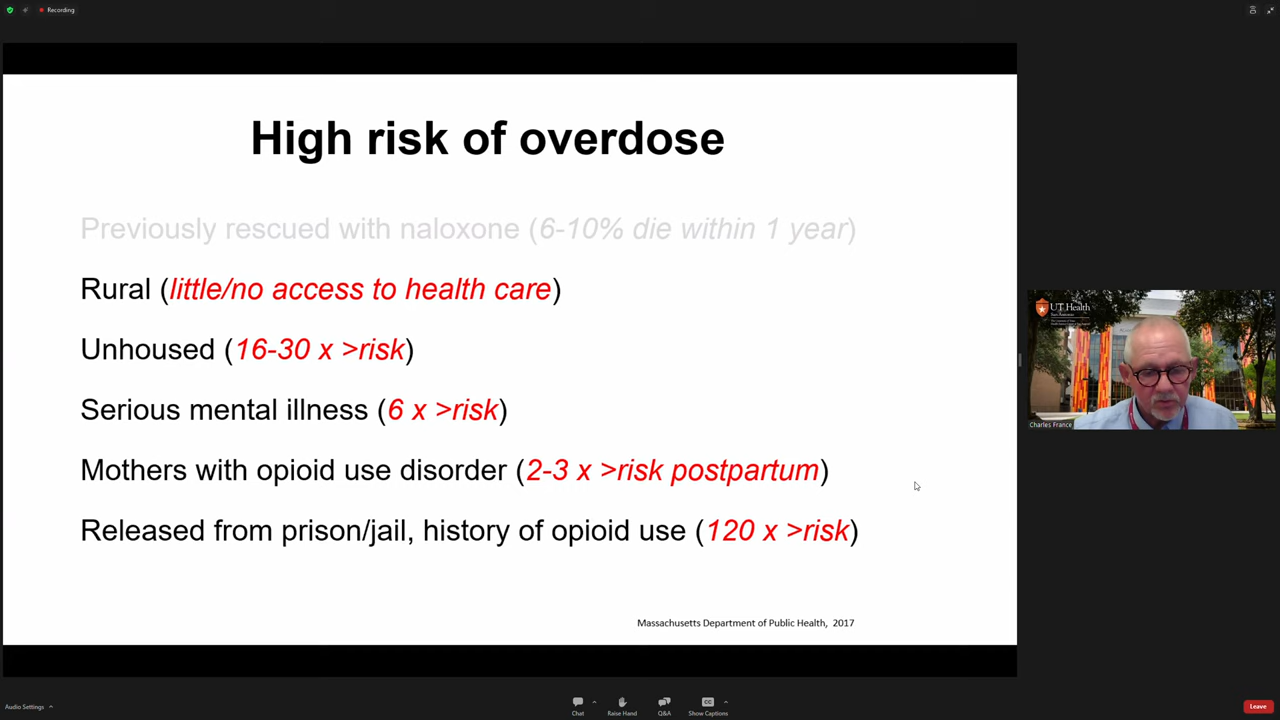 Recording
High risk of overdose
Previously rescued with naloxone (6-10% die within 1 year)
Rural (little/no access to health care)
Unhoused (16-30 x >risk)
Serious mental illness (6 x >risk)
Mothers with opioid use disorder (2-3 x >risk postpartum)
Released from prison/jail, history of opioid use (120 x >risk)
Massachusetts Department of Public Health, 2017
UT Health
San Antonio
Charles France
Audio Settings
Chat
Raise Hand
Q&A
CC
Show Captions
Leave